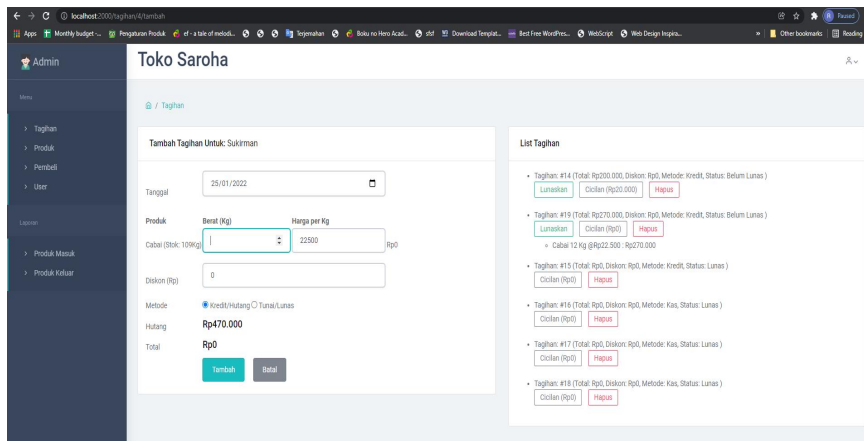 localhost:2000/tagihan/4/tambah
Paused
Apps Monthly budget -... Pengaturan Produk ef - a tale of melodi... Terjemahan Boku no Hero Acad... Download Templat... Best Free WordPres... WebScript Web Design Inspira... » Other bookmarks Reading
Admin
Toko Saroha
Menu
Tagihan
Produk
Pembeli
User
Laporan
Produk Masuk
Produk Keluar
/ Tagihan
Tambah Tagihan Untuk: Sukirman
Tanggal 25/01/2022
Produk Berat (Kg) Harga per Kg
Cabai (Stok: 109Kg) 22500 Rp0
Diskon (Rp) 0
Metode Kredit/Hutang Tunai/Lunas
Hutang Rp470.000
Total Rp0
Tambah Batal
List Tagihan
Tagihan: #14 (Total: Rp200.000, Diskon: Rp0, Metode: Kredit, Status: Belum Lunas )
Lunaskan Cicilan (Rp20.000) Hapus
Tagihan: #19 (Total: Rp270.000, Diskon: Rp0, Metode: Kredit, Status: Belum Lunas )
Lunaskan Cicilan (Rp0) Hapus
Cabai 12 Kg @Rp22.500 : Rp270.000
Tagihan: #15 (Total: Rp0, Diskon: Rp0, Metode: Kredit, Status: Lunas )
Cicilan (Rp0) Hapus
Tagihan: #16 (Total: Rp0, Diskon: Rp0, Metode: Kas, Status: Lunas )
Cicilan (Rp0) Hapus
Tagihan: #17 (Total: Rp0, Diskon: Rp0, Metode: Kas, Status: Lunas )
Cicilan (Rp0) Hapus
Tagihan: #18 (Total: Rp0, Diskon: Rp0, Metode: Kas, Status: Lunas )
Cicilan (Rp0) Hapus